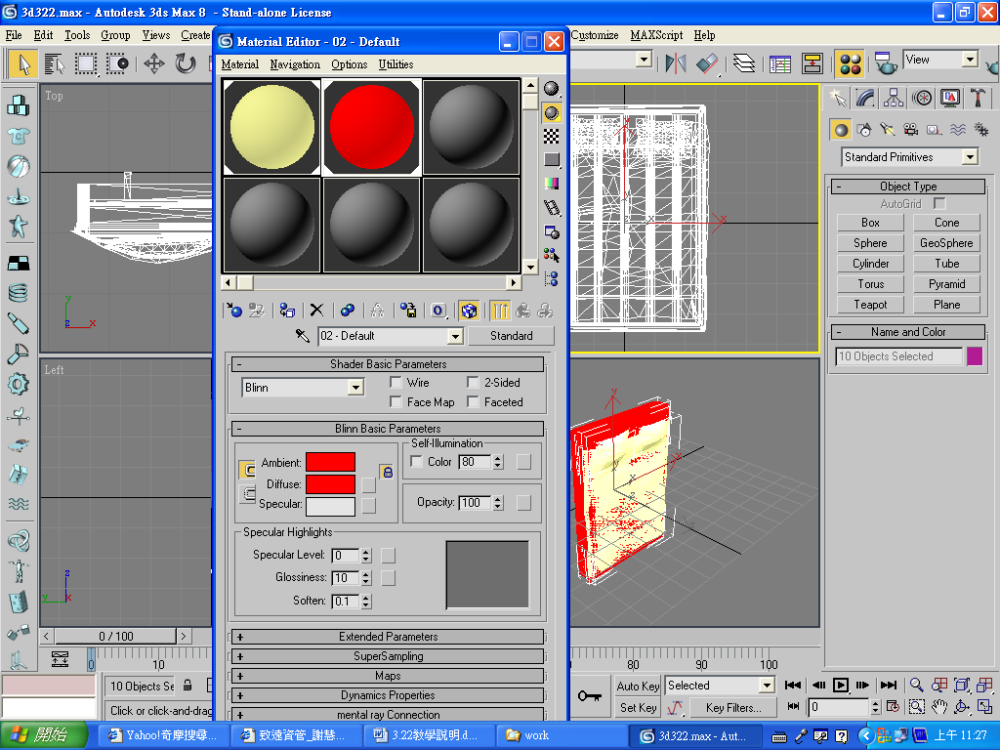 3d322.max - Autodesk 3ds Max 8 - Stand-alone License
File Edit Tools Group Views Create Customize MAXScript Help
Material Editor - 02 - Default
Material Navigation Options Utilities
View
Top
Left
Standard Primitives
- Object Type
AutoGrid
Box Cone
Sphere GeoSphere
Cylinder Tube
Torus Pyramid
Teapot Plane
- Name and Color
10 Objects Selected
02 - Default Standard
- Shader Basic Parameters
Blinn
Wire 2-Sided
Face Map Faceted
- Blinn Basic Parameters
Self-Illumination
Ambient: Color 80
Diffuse:
Specular: Opacity: 100
Specular Highlights
Specular Level: 0
Glossiness: 10
Soften: 0.1
+ Extended Parameters
+ SuperSampling
+ Maps
+ Dynamics Properties
+ mental ray Connection
0 / 100
0 10 80 90 100
10 Objects Se
Click or click-and-drag
Auto Key Selected
Set Key Key Filters...
0
開始
Yahoo!奇摩搜尋...
致遠資管_謝慧...
3.22教學說明.d...
work
3d322.max - Aut...
上午 11:27